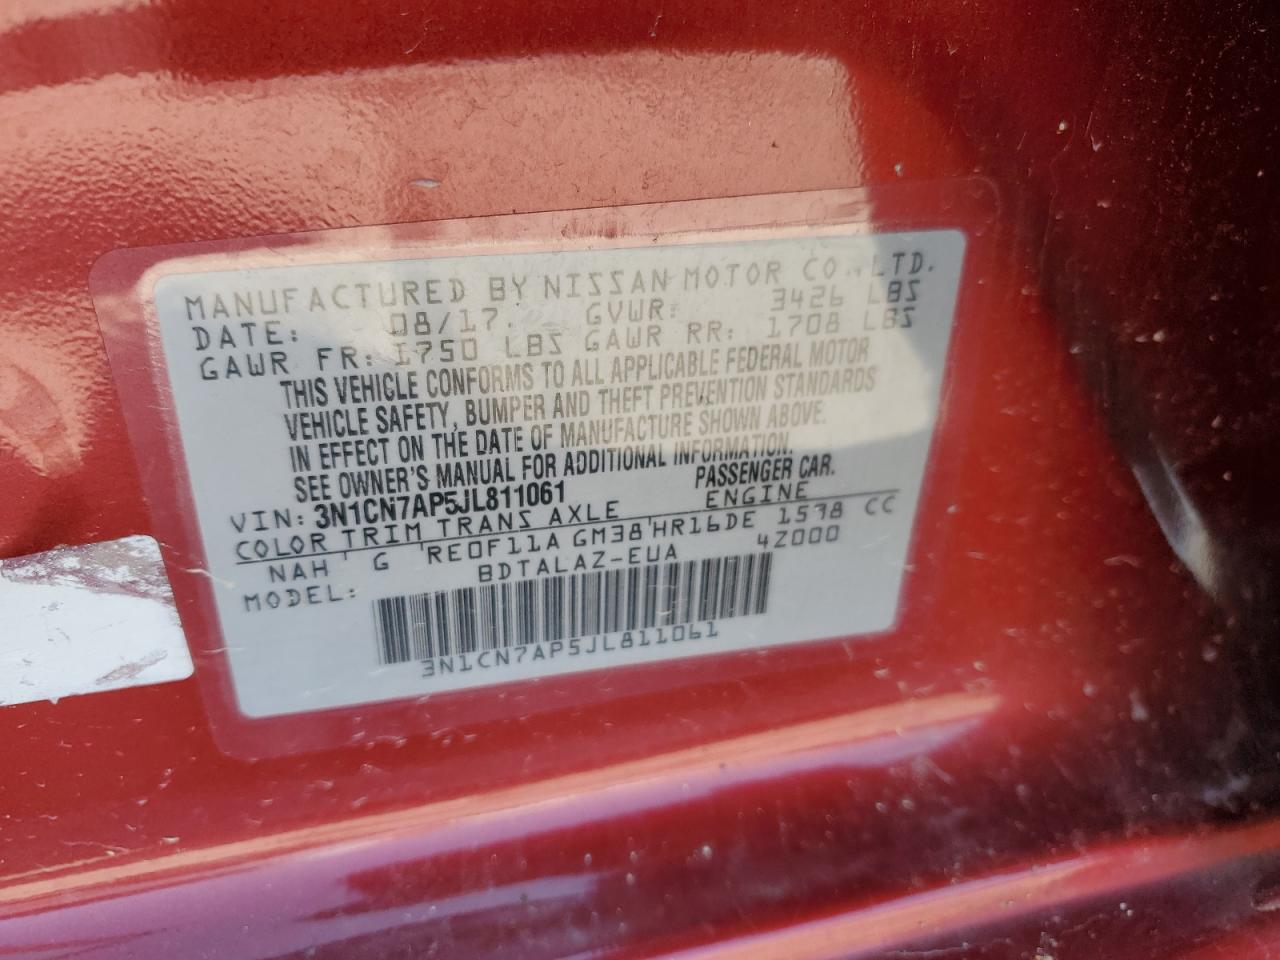 MANUFACTURED BY NISSAN MOTOR CO., LTD.
DATE: 08/17 GVWR: 3426 LBS
GAWR FR: 1750 LBS GAWR RR: 1708 LBS
THIS VEHICLE CONFORMS TO ALL APPLICABLE FEDERAL MOTOR
VEHICLE SAFETY, BUMPER AND THEFT PREVENTION STANDARDS
IN EFFECT ON THE DATE OF MANUFACTURE SHOWN ABOVE.
SEE OWNER'S MANUAL FOR ADDITIONAL INFORMATION.
VIN: 3N1CN7AP5JL811061 PASSENGER CAR.
COLOR TRIM TRANS AXLE ENGINE
NAH G RE0F11A GM38 HR16DE 1598 CC
MODEL: BDTALAZ-EUA 4Z000
3N1CN7AP5JL811061